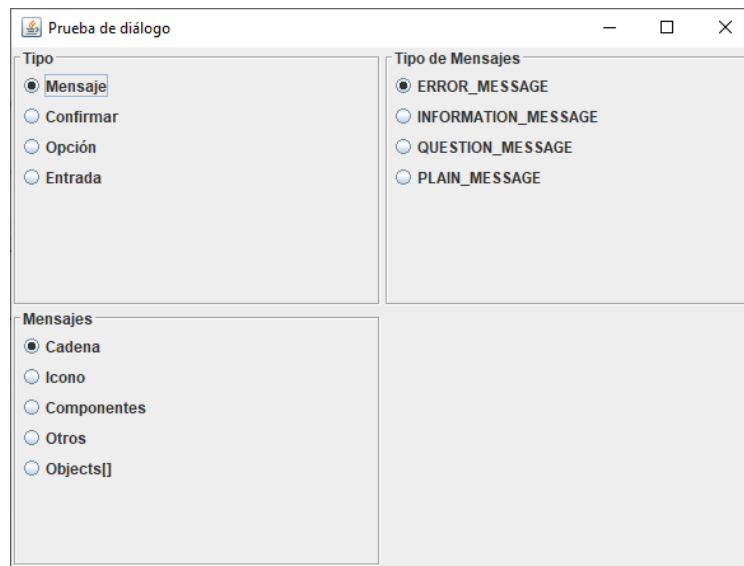 Prueba de diálogo
Tipo
Mensaje
Confirmar
Opción
Entrada
Tipo de Mensajes
ERROR_MESSAGE
INFORMATION_MESSAGE
QUESTION_MESSAGE
PLAIN_MESSAGE
Mensajes
Cadena
Icono
Componentes
Otros
Objects[]